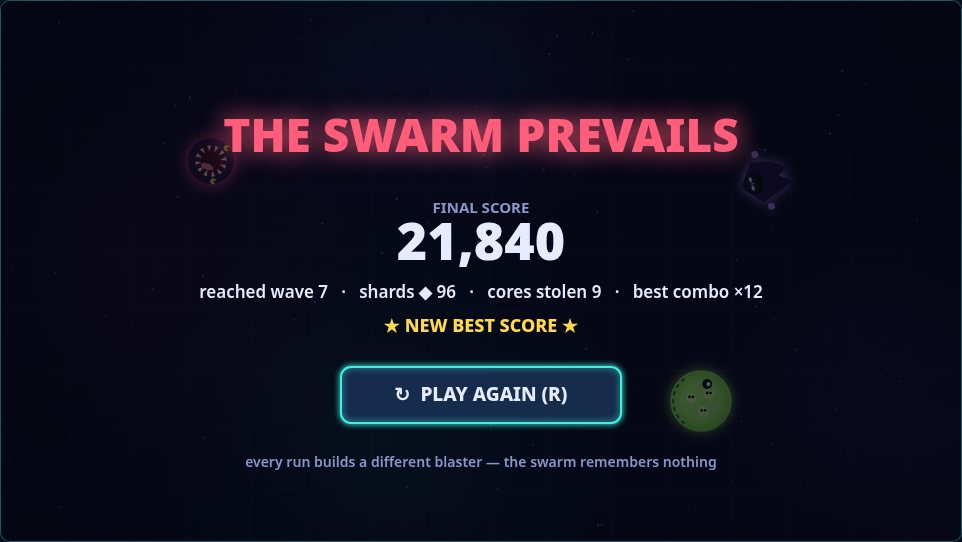 THE SWARM PREVAILS
FINAL SCORE
21,840
reached wave 7 · shards ◆ 96 · cores stolen 9 · best combo ×12
★ NEW BEST SCORE ★
↻ PLAY AGAIN (R)
every run builds a different blaster — the swarm remembers nothing